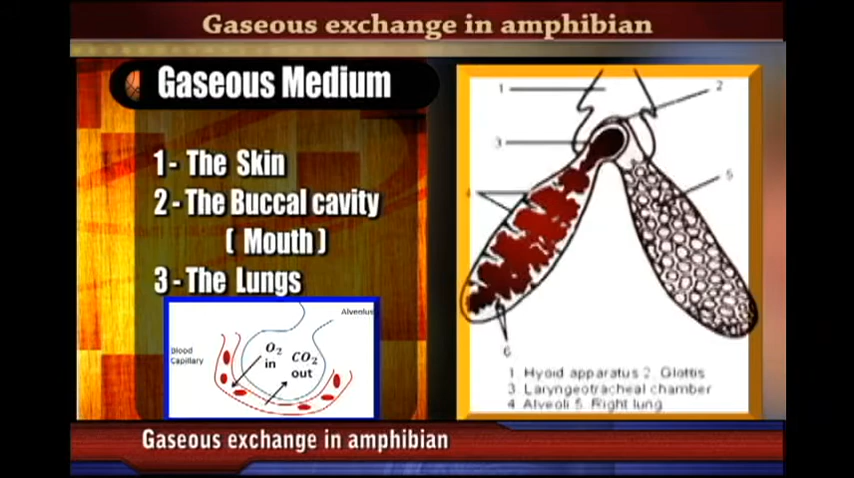 Gaseous exchange in amphibian
Gaseous Medium
1 - The Skin
2 - The Buccal cavity
( Mouth )
3 - The Lungs
Alveolus
Blood
Capillary
O2
in
CO2
out
1
2
3
4
5
6
1 Hyoid apparatus 2. Glottis
3 Laryngeotracheal chamber
4 Alveoli 5. Right lung
Gaseous exchange in amphibian